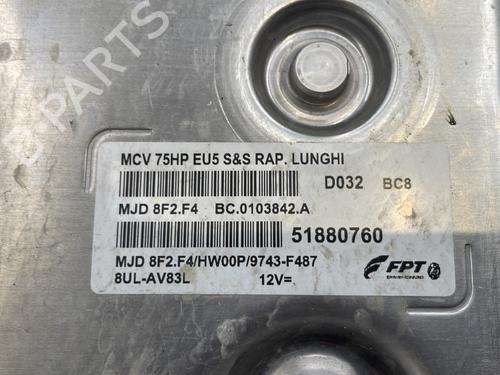 MCV 75HP EU5 S&S RAP. LUNGHI
D032 BC8
MJD 8F2.F4 BC.0103842.A
51880760
MJD 8F2.F4/HW00P/9743-F487
8UL-AV83L 12V=
FPT